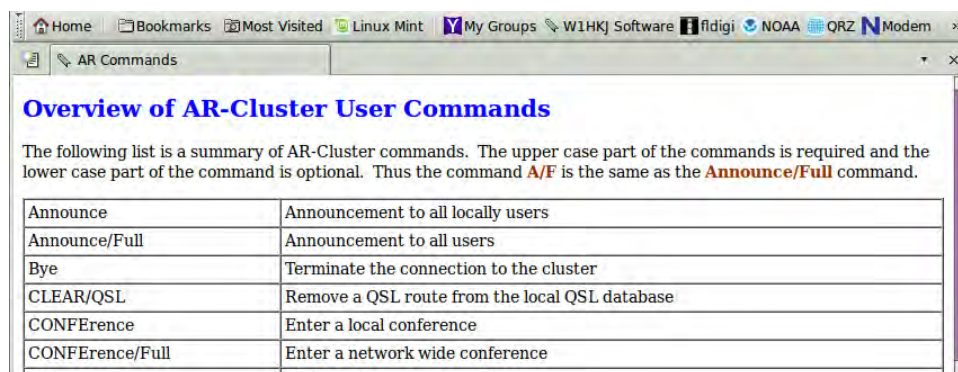 Home Bookmarks Most Visited Linux Mint My Groups W1HKJ Software fldigi NOAA QRZ Modem »
AR Commands
Overview of AR-Cluster User Commands
The following list is a summary of AR-Cluster commands. The upper case part of the commands is required and the
lower case part of the command is optional. Thus the command A/F is the same as the Announce/Full command.
Announce Announcement to all locally users
Announce/Full Announcement to all users
Bye Terminate the connection to the cluster
CLEAR/QSL Remove a QSL route from the local QSL database
CONFErence Enter a local conference
CONFErence/Full Enter a network wide conference